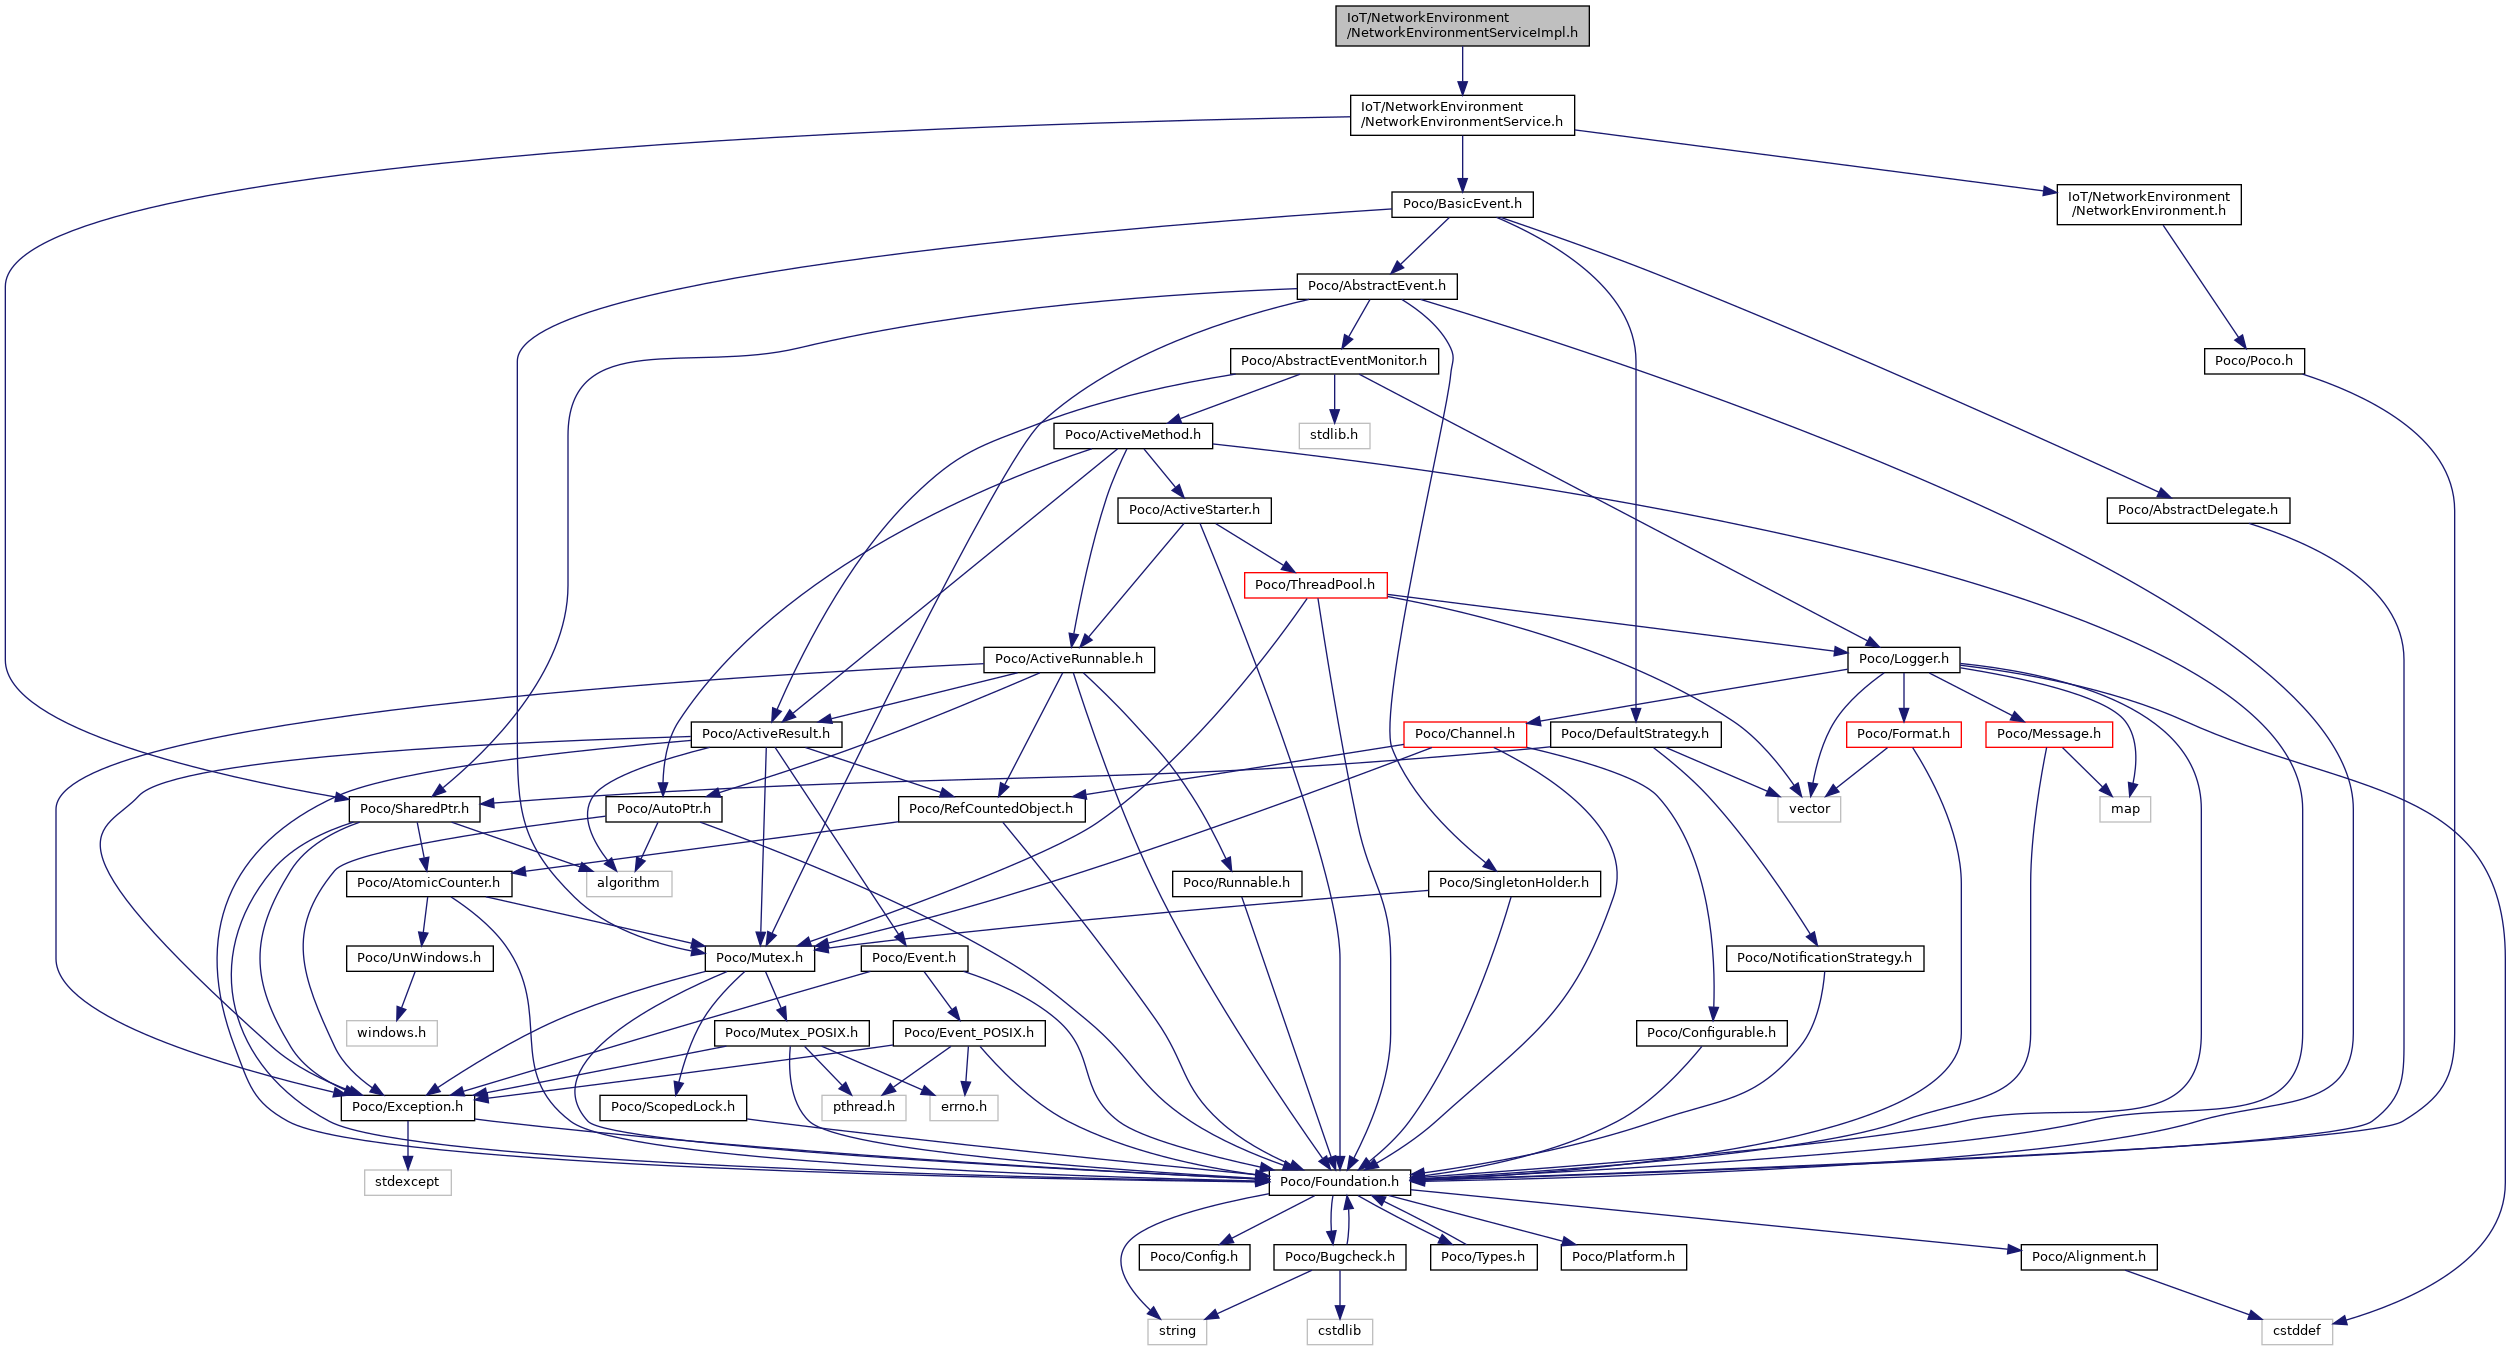 IoT/NetworkEnvironment
/NetworkEnvironmentServiceImpl.h
IoT/NetworkEnvironment
/NetworkEnvironmentService.h
Poco/BasicEvent.h
IoT/NetworkEnvironment
/NetworkEnvironment.h
Poco/AbstractEvent.h
Poco/AbstractEventMonitor.h
Poco/Poco.h
Poco/ActiveMethod.h
stdlib.h
Poco/ActiveStarter.h
Poco/AbstractDelegate.h
Poco/ThreadPool.h
Poco/ActiveRunnable.h
Poco/Logger.h
Poco/ActiveResult.h
Poco/Channel.h
Poco/DefaultStrategy.h
Poco/Format.h
Poco/Message.h
Poco/SharedPtr.h
Poco/AutoPtr.h
Poco/RefCountedObject.h
vector
map
Poco/AtomicCounter.h
algorithm
Poco/Runnable.h
Poco/SingletonHolder.h
Poco/UnWindows.h
Poco/Mutex.h
Poco/Event.h
Poco/NotificationStrategy.h
windows.h
Poco/Mutex_POSIX.h
Poco/Event_POSIX.h
Poco/Configurable.h
Poco/Exception.h
Poco/ScopedLock.h
pthread.h
errno.h
stdexcept
Poco/Foundation.h
Poco/Config.h
Poco/Bugcheck.h
Poco/Types.h
Poco/Platform.h
Poco/Alignment.h
string
cstdlib
cstddef